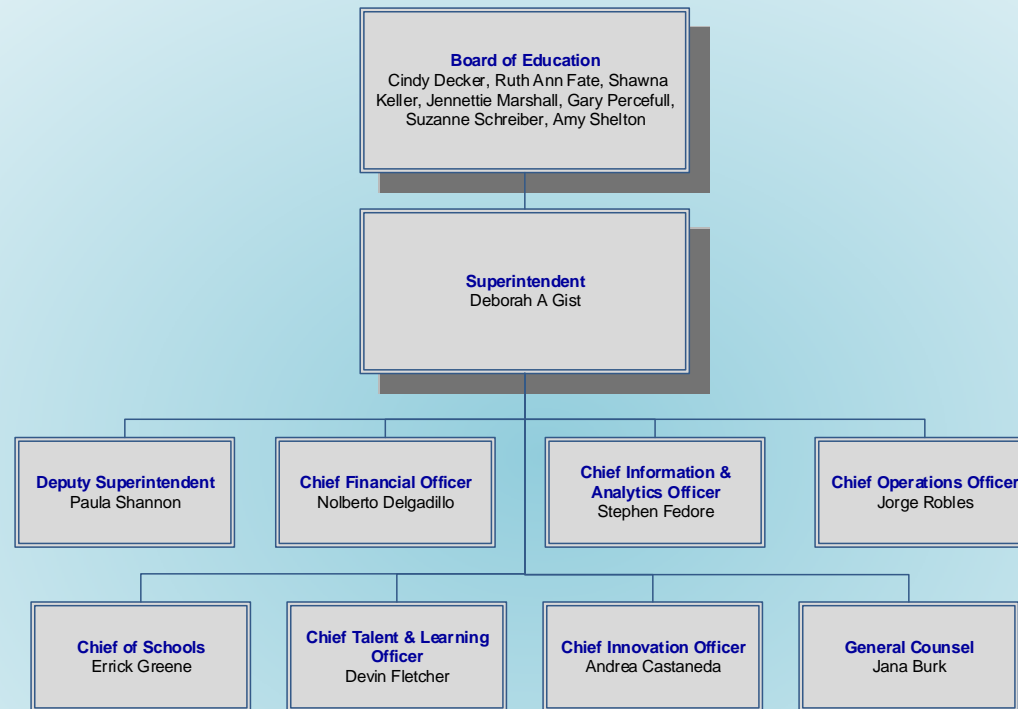 Board of Education
Cindy Decker, Ruth Ann Fate, Shawna
Keller, Jennettie Marshall, Gary Percefull,
Suzanne Schreiber, Amy Shelton
Superintendent
Deborah A Gist
Deputy Superintendent
Paula Shannon
Chief Financial Officer
Nolberto Delgadillo
Chief Information &
Analytics Officer
Stephen Fedore
Chief Operations Officer
Jorge Robles
Chief of Schools
Errick Greene
Chief Talent & Learning
Officer
Devin Fletcher
Chief Innovation Officer
Andrea Castaneda
General Counsel
Jana Burk